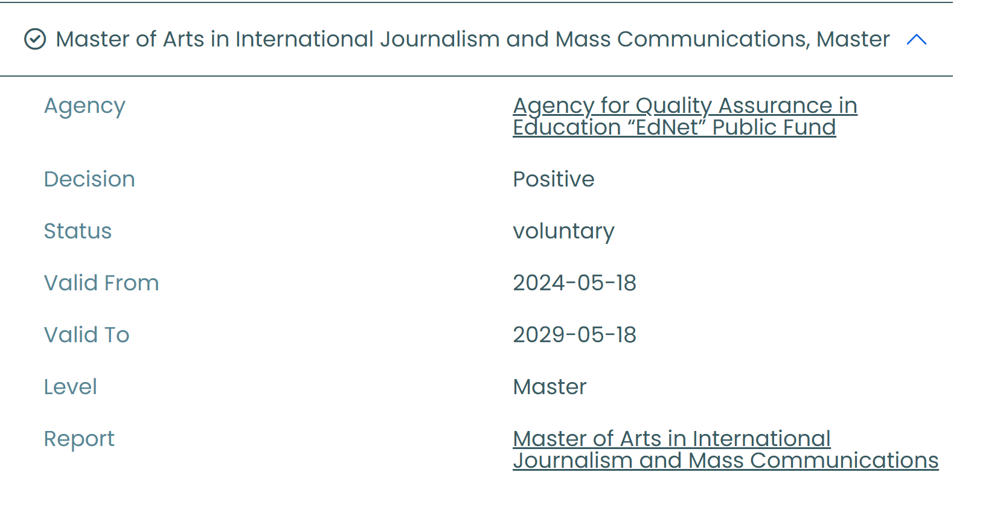 Master of Arts in International Journalism and Mass Communications, Master
Agency
Agency for Quality Assurance in
Education “EdNet” Public Fund
Decision
Positive
Status
voluntary
Valid From
2024-05-18
Valid To
2029-05-18
Level
Master
Report
Master of Arts in International
Journalism and Mass Communications